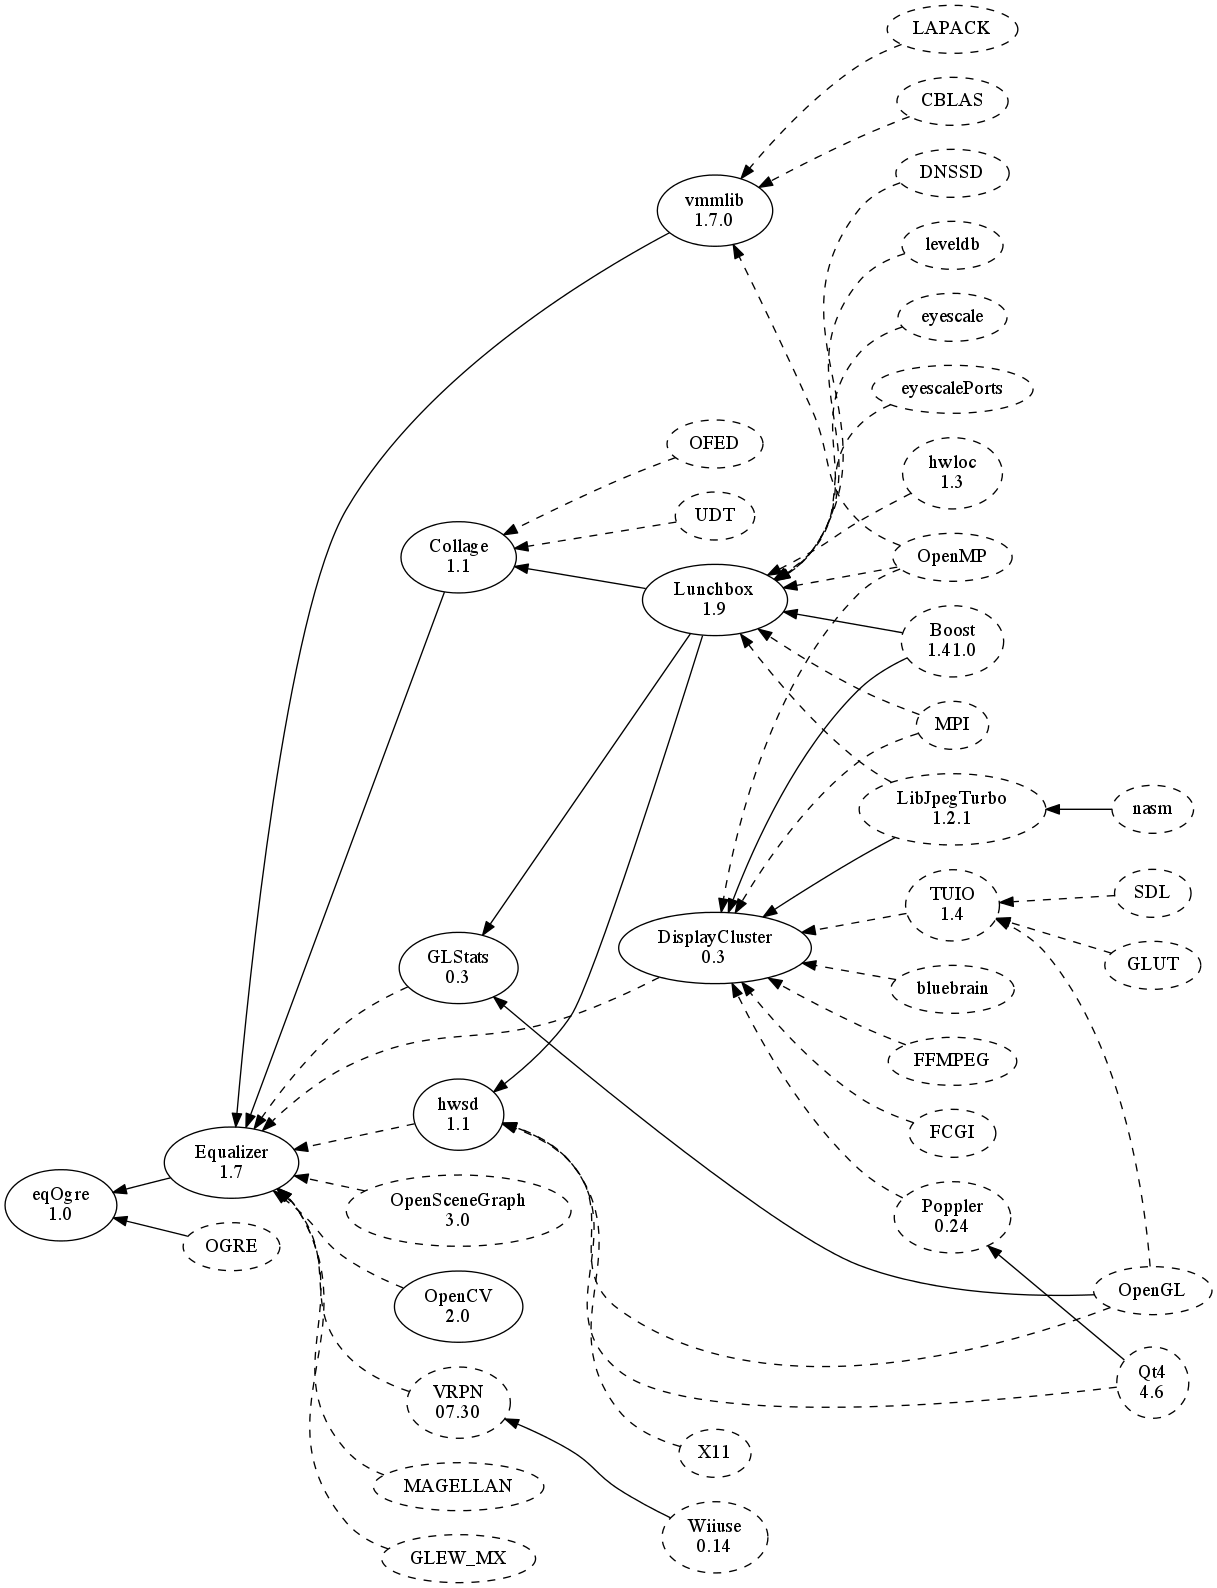 LAPACK
CBLAS
DNSSD
vmmlib
1.7.0
leveldb
eyescale
eyescalePorts
OFED
hwloc
1.3
UDT
Collage
1.1
OpenMP
Lunchbox
1.9
Boost
1.41.0
MPI
LibJpegTurbo
1.2.1
nasm
TUIO
1.4
SDL
DisplayCluster
0.3
GLStats
0.3
GLUT
bluebrain
FFMPEG
hwsd
1.1
FCGI
Equalizer
1.7
eqOgre
1.0
OpenSceneGraph
3.0
Poppler
0.24
OGRE
OpenGL
OpenCV
2.0
Qt4
4.6
VRPN
07.30
X11
MAGELLAN
Wiiuse
0.14
GLEW_MX